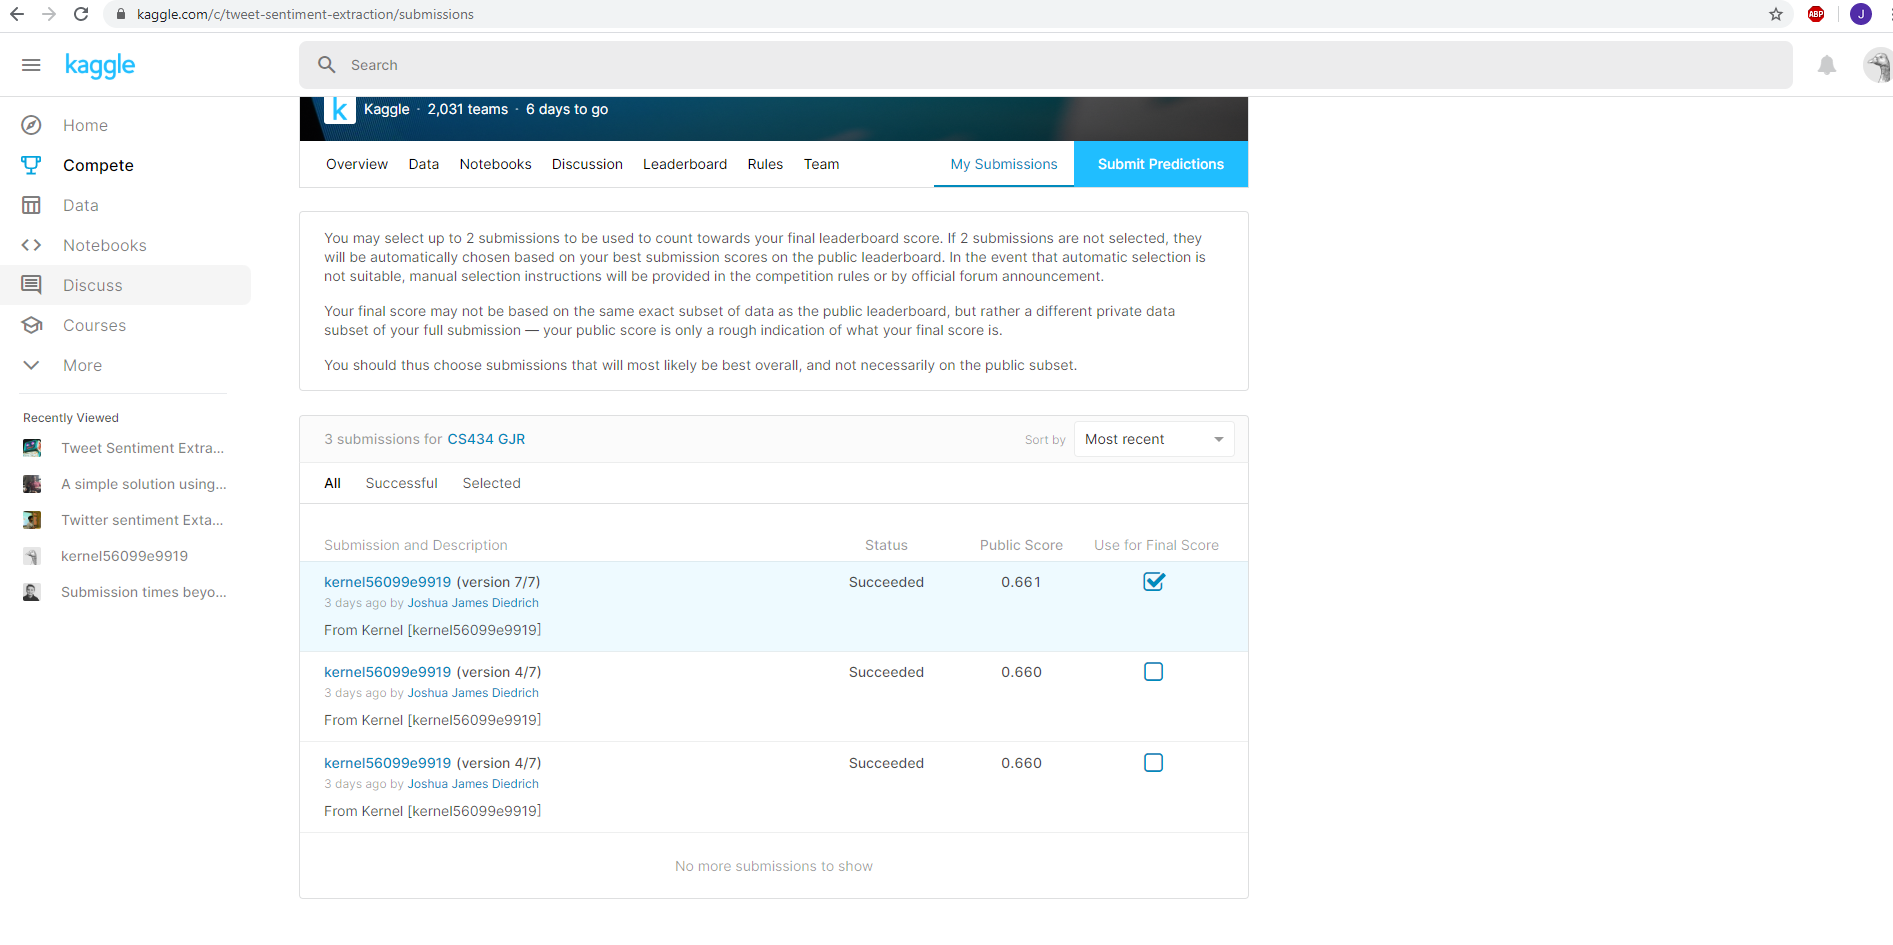 kaggle.com/c/tweet-sentiment-extraction/submissions
ABP
J
kaggle
Search
k
Kaggle · 2,031 teams · 6 days to go
Home
Compete
Data
Notebooks
Discuss
Courses
More
Recently Viewed
Tweet Sentiment Extra...
A simple solution using...
Twitter sentiment Exta...
kernel56099e9919
Submission times beyo...
Overview Data Notebooks Discussion Leaderboard Rules Team My Submissions Submit Predictions
You may select up to 2 submissions to be used to count towards your final leaderboard score. If 2 submissions are not selected, they
will be automatically chosen based on your best submission scores on the public leaderboard. In the event that automatic selection is
not suitable, manual selection instructions will be provided in the competition rules or by official forum announcement.
Your final score may not be based on the same exact subset of data as the public leaderboard, but rather a different private data
subset of your full submission — your public score is only a rough indication of what your final score is.
You should thus choose submissions that will most likely be best overall, and not necessarily on the public subset.
3 submissions for CS434 GJR Sort by Most recent
All Successful Selected
Submission and Description Status Public Score Use for Final Score
kernel56099e9919 (version 7/7) Succeeded 0.661
3 days ago by Joshua James Diedrich
From Kernel [kernel56099e9919]
kernel56099e9919 (version 4/7) Succeeded 0.660
3 days ago by Joshua James Diedrich
From Kernel [kernel56099e9919]
kernel56099e9919 (version 4/7) Succeeded 0.660
3 days ago by Joshua James Diedrich
From Kernel [kernel56099e9919]
No more submissions to show